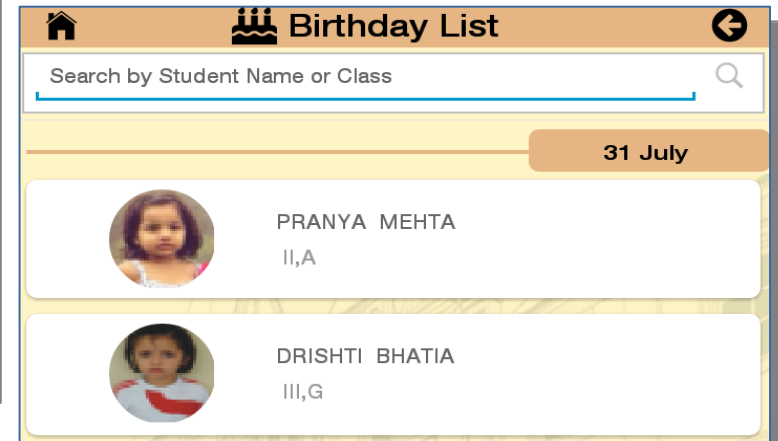 Birthday List
Search by Student Name or Class
31 July
PRANYA MEHTA
II,A
DRISHTI BHATIA
III,G